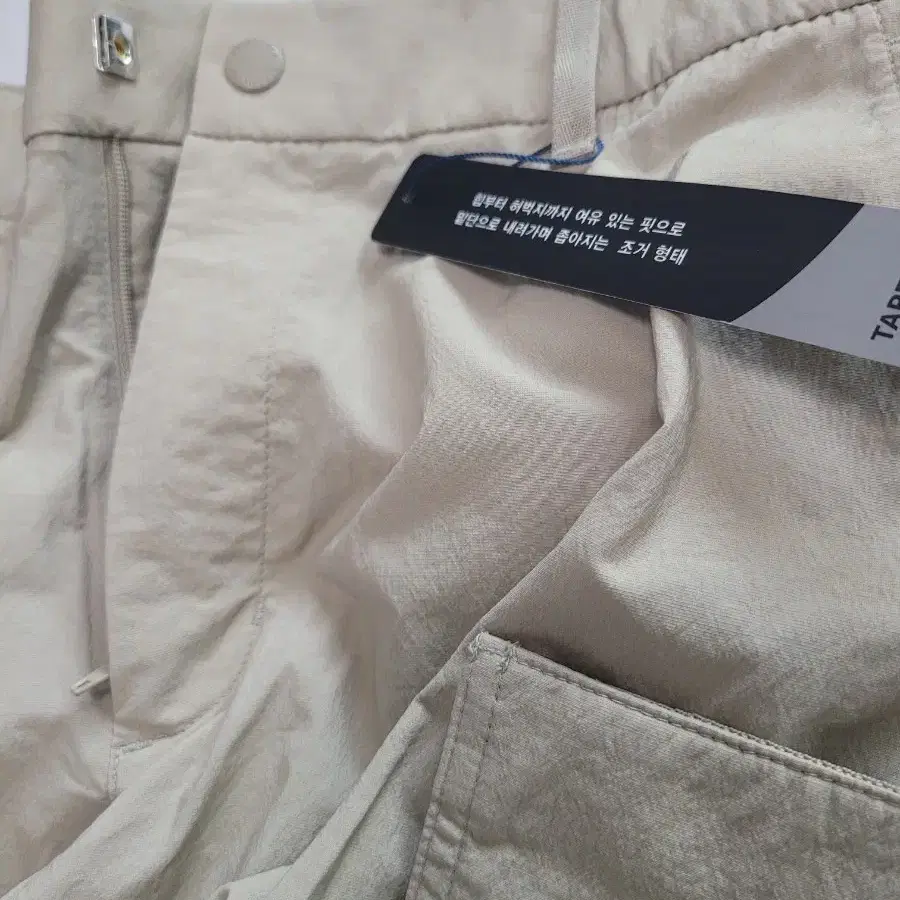 힙부터 허벅지까지 여유 있는 핏으로
밑단으로 내려가며 좁아지는 조거 형태